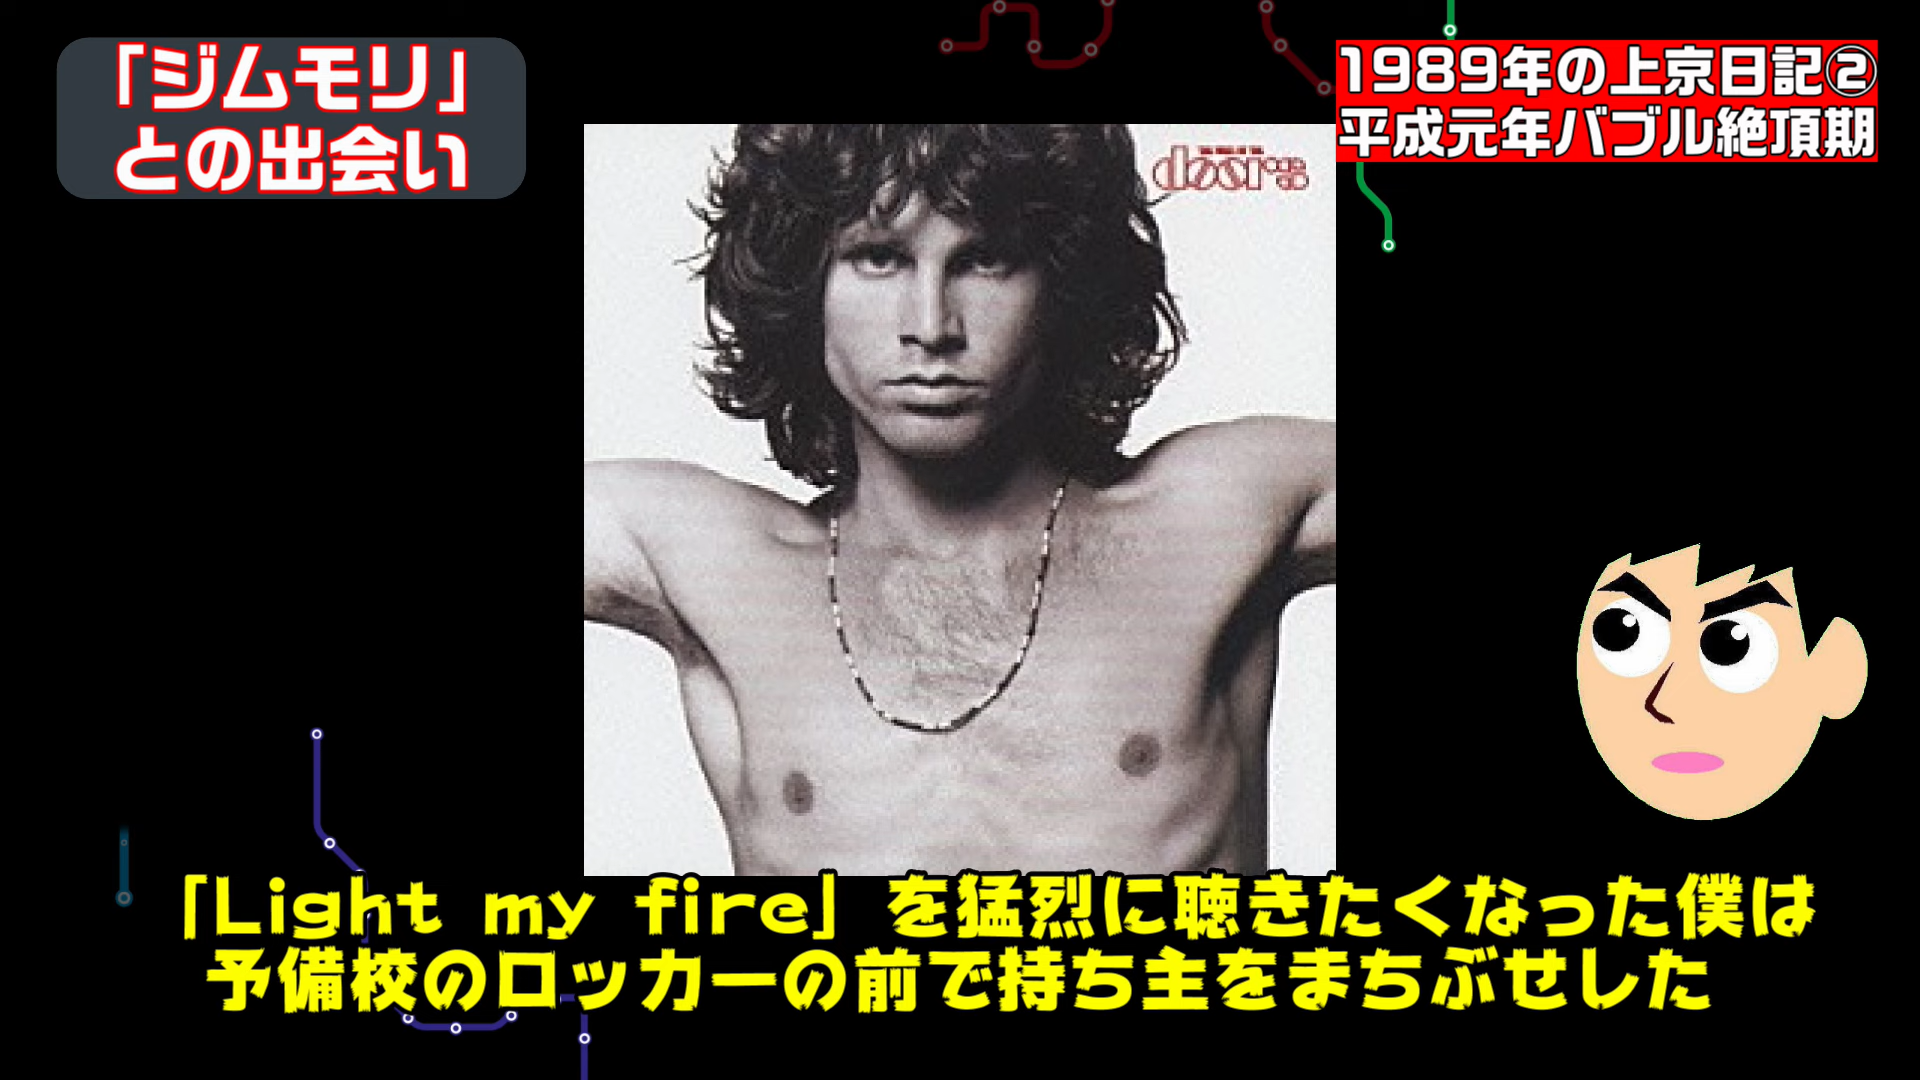 「ジムモリ」
との出会い
1989年の上京日記②
平成元年バブル絶頂期
doors
「Light my fire」を猛烈に聴きたくなった僕は
予備校のロッカーの前で持ち主をまちぶせした